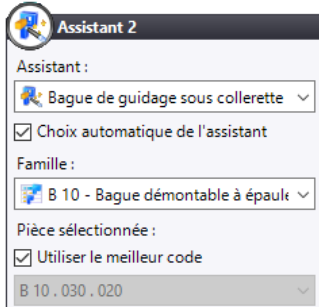 Assistant 2
Assistant :
Bague de guidage sous collerette
Choix automatique de l'assistant
Famille :
B 10 - Bague démontable à épaule
Pièce sélectionnée :
Utiliser le meilleur code
B 10 . 030 . 020